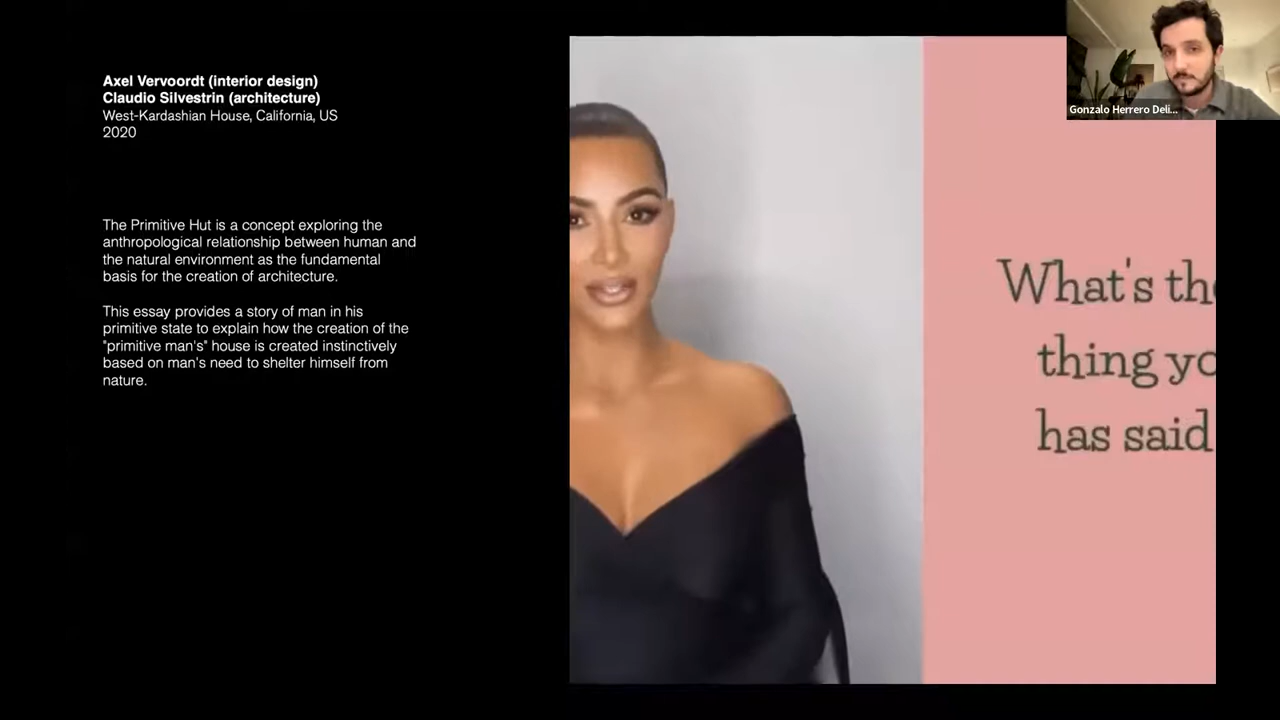 Axel Vervoordt (interior design)
Claudio Silvestrin (architecture)
West-Kardashian House, California, US
2020
The Primitive Hut is a concept exploring the
anthropological relationship between human and
the natural environment as the fundamental
basis for the creation of architecture.
This essay provides a story of man in his
primitive state to explain how the creation of the
"primitive man's" house is created instinctively
based on man's need to shelter himself from
nature.
What's the
thing yo
has said
Gonzalo Herrero Deli...